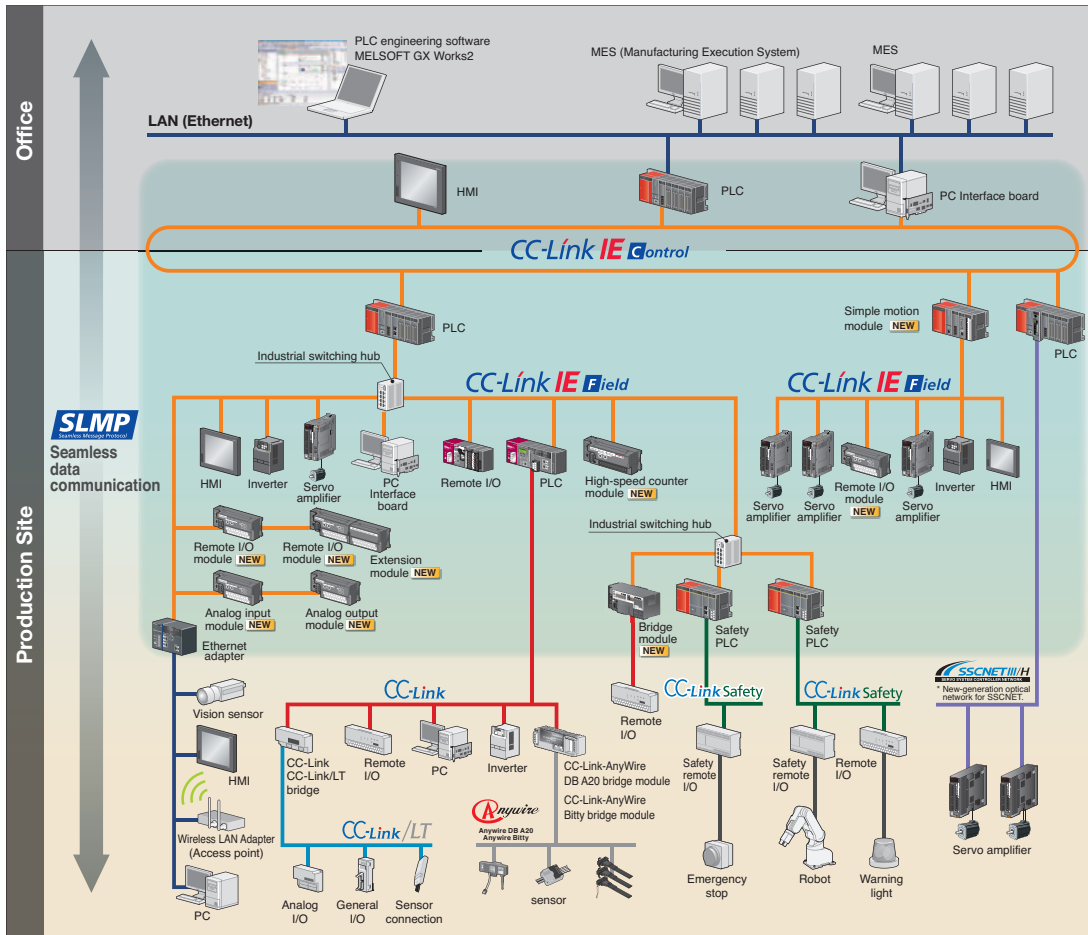 Office
PLC engineering software
MELSOFT GX Works2
MES (Manufacturing Execution System)
MES
LAN (Ethernet)
HMI
PLC
PC Interface board
CC-Link IE Control
PLC
Simple motion
module NEW
PLC
Industrial switching hub
CC-Link IE Field
CC-Link IE Field
SLMP
Seamless Message Protocol
Seamless
data
communication
Production Site
HMI
Inverter
Servo
amplifier
PC
Interface
board
Remote I/O
PLC
High-speed counter
module NEW
Servo
amplifier
Servo
amplifier
Remote I/O
module
NEW
Servo
amplifier
Inverter
HMI
Industrial switching hub
Remote I/O
module NEW
Remote I/O
module NEW
Extension
module NEW
Analog input
module NEW
Analog output
module NEW
Ethernet
adapter
Bridge
module
NEW
Safety
PLC
Safety
PLC
Vision sensor
HMI
Wireless LAN Adapter
(Access point)
PC
CC-Link
CC-Link
CC-Link/LT
bridge
Remote
I/O
PC
Inverter
CC-Link-AnyWire
DB A20 bridge module
CC-Link-AnyWire
Bitty bridge module
Remote
I/O
CC-Link Safety
CC-Link Safety
SSCNETIII/H
SERVO SYSTEM CONTROLLER NETWORK
* New-generation optical
network for SSCNET.
Safety
remote
I/O
Safety
remote
I/O
Remote
I/O
CC-Link/LT
Anywire
Anywire DB A20
Anywire Bitty
Analog
I/O
General
I/O
Sensor
connection
sensor
Emergency
stop
Robot
Warning
light
Servo amplifier